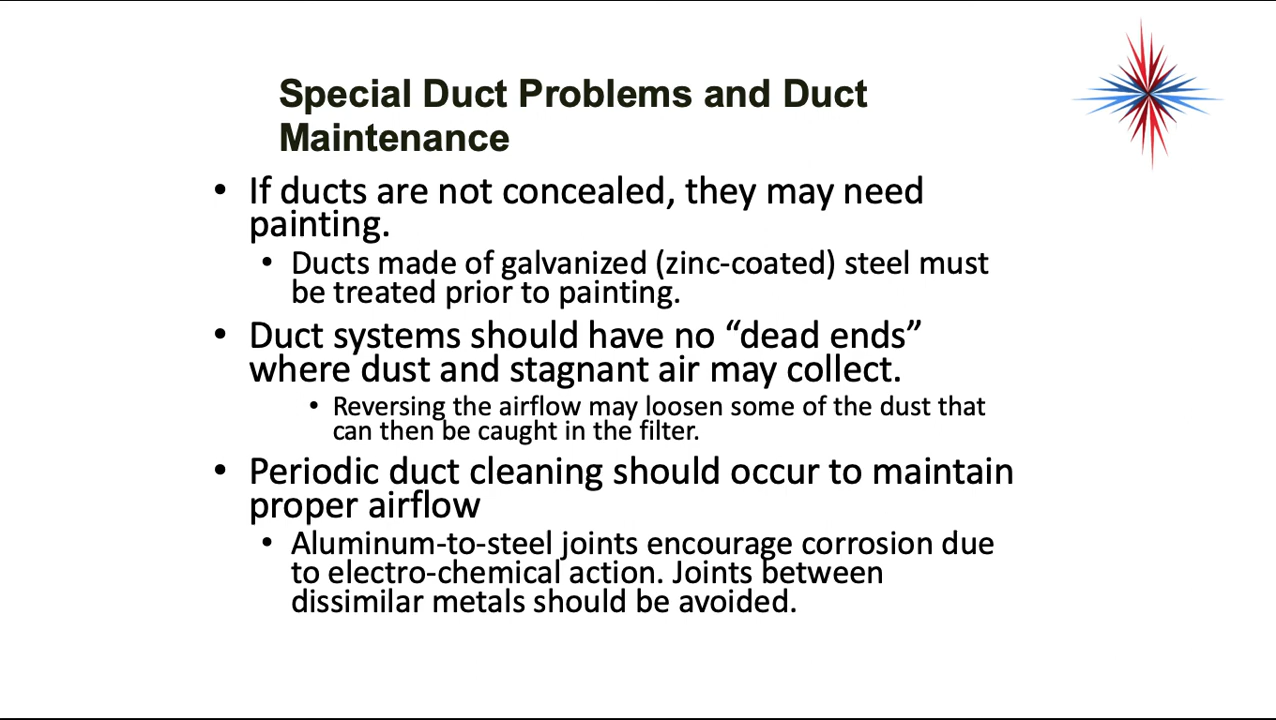 Special Duct Problems and Duct
Maintenance
• If ducts are not concealed, they may need
painting.
• Ducts made of galvanized (zinc-coated) steel must
be treated prior to painting.
• Duct systems should have no “dead ends”
where dust and stagnant air may collect.
• Reversing the airflow may loosen some of the dust that
can then be caught in the filter.
• Periodic duct cleaning should occur to maintain
proper airflow
• Aluminum-to-steel joints encourage corrosion due
to electro-chemical action. Joints between
dissimilar metals should be avoided.